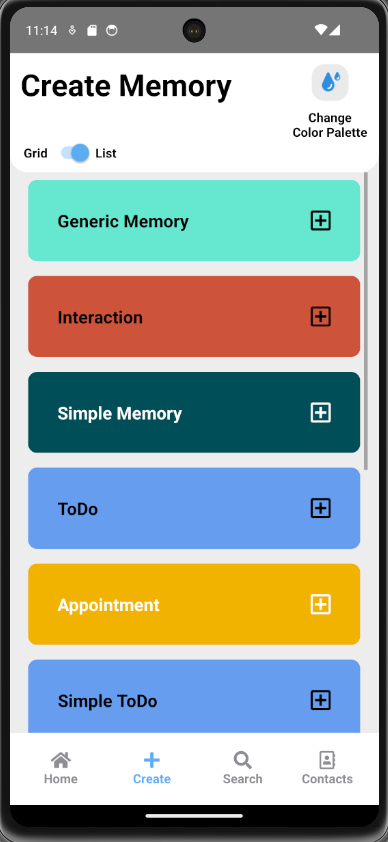 11:14
Create Memory
Change
Color Palette
Grid
List
Generic Memory
Interaction
Simple Memory
ToDo
Appointment
Simple ToDo
Home
Create
Search
Contacts